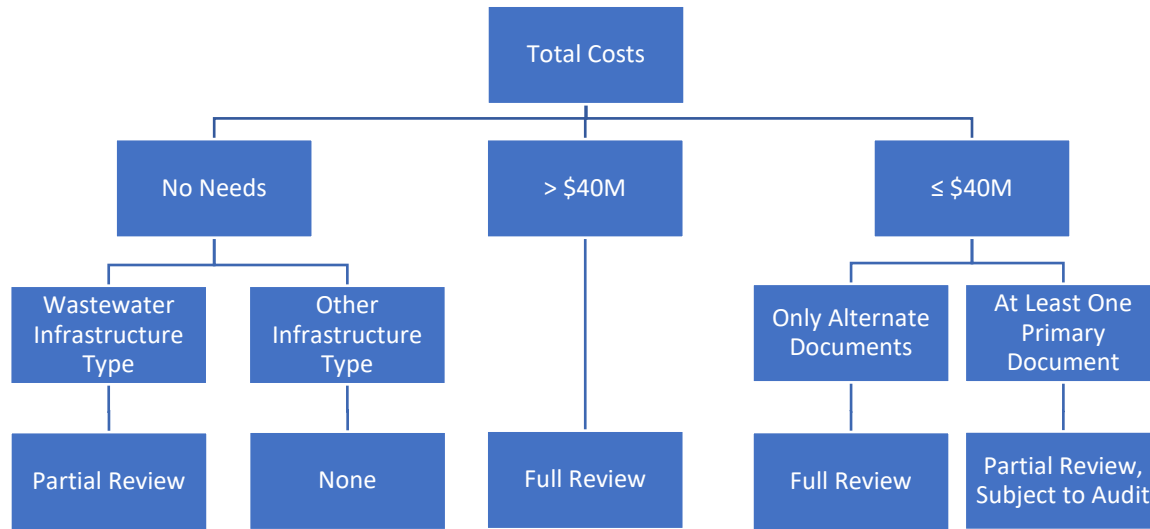 Total Costs
No Needs
> $40M
≤ $40M
Wastewater
Infrastructure
Type
Other
Infrastructure
Type
Only Alternate
Documents
At Least One
Primary
Document
Partial Review
None
Full Review
Full Review
Partial Review,
Subject to Audit